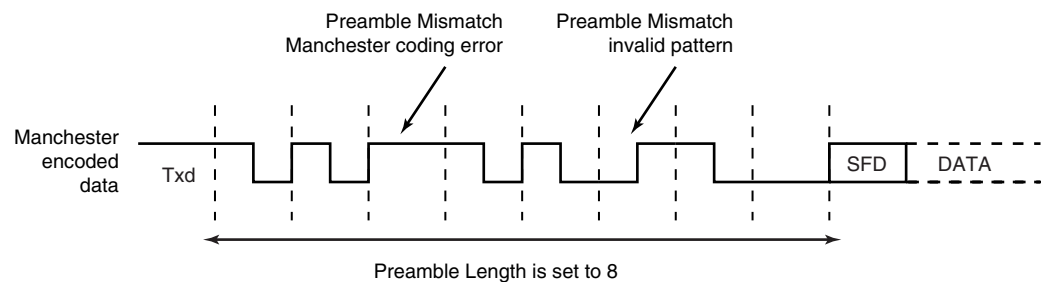 Preamble Mismatch
Manchester coding error
Preamble Mismatch
invalid pattern
Manchester
encoded
data
Txd
SFD
DATA
Preamble Length is set to 8